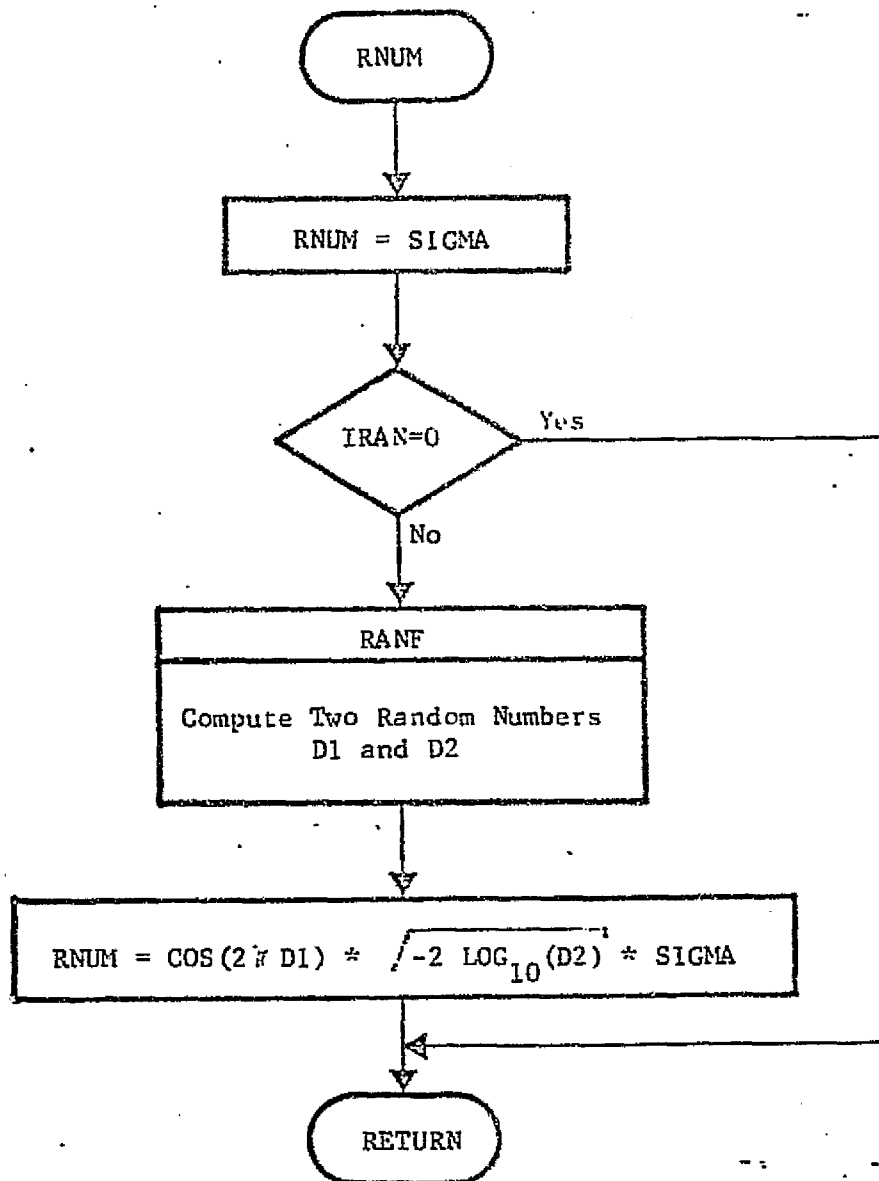 RNUM
RNUM = SIGMA
IRAN=0
Yes
No
RANF
Compute Two Random Numbers
D1 and D2
RNUM = COS(2 π D1) * √-2 LOG10(D2) * SIGMA
RETURN